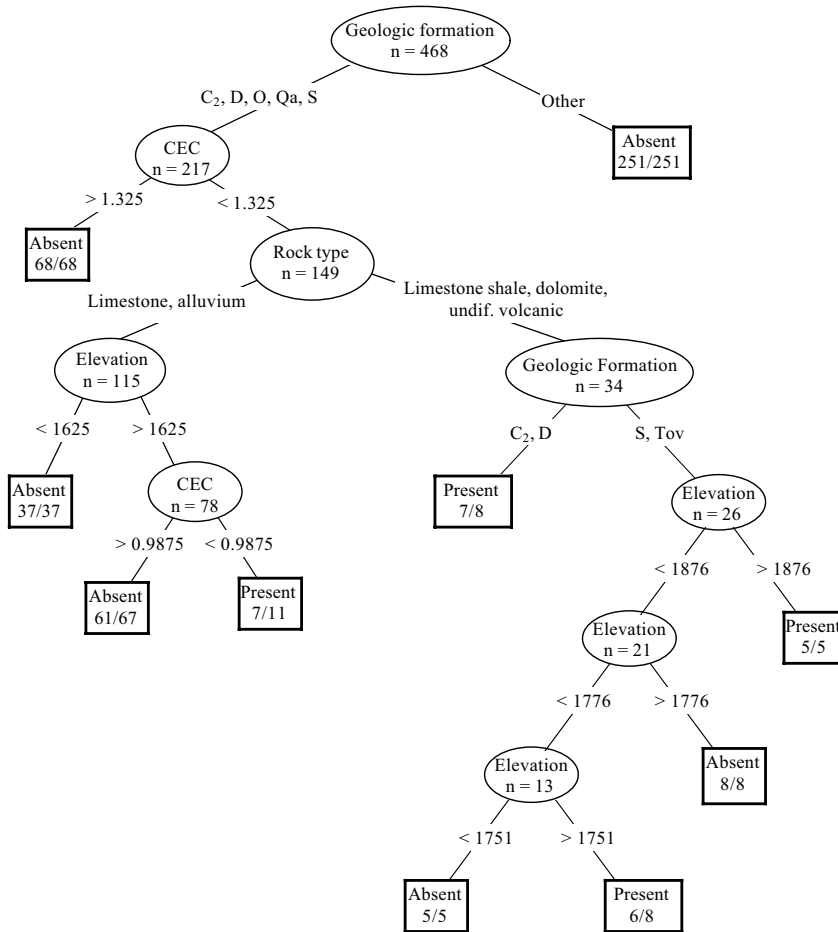 Geologic formation
n = 468
C₂, D, O, Qa, S
Other
CEC
n = 217
Absent
251/251
> 1.325
< 1.325
Absent
68/68
Rock type
n = 149
Limestone, alluvium
Limestone shale, dolomite,
undif. volcanic
Elevation
n = 115
Geologic Formation
n = 34
< 1625
> 1625
C₂, D
S, Tov
Absent
37/37
CEC
n = 78
Present
7/8
Elevation
n = 26
> 0.9875
< 0.9875
< 1876
> 1876
Absent
61/67
Present
7/11
Elevation
n = 21
Present
5/5
< 1776
> 1776
Elevation
n = 13
Absent
8/8
< 1751
> 1751
Absent
5/5
Present
6/8